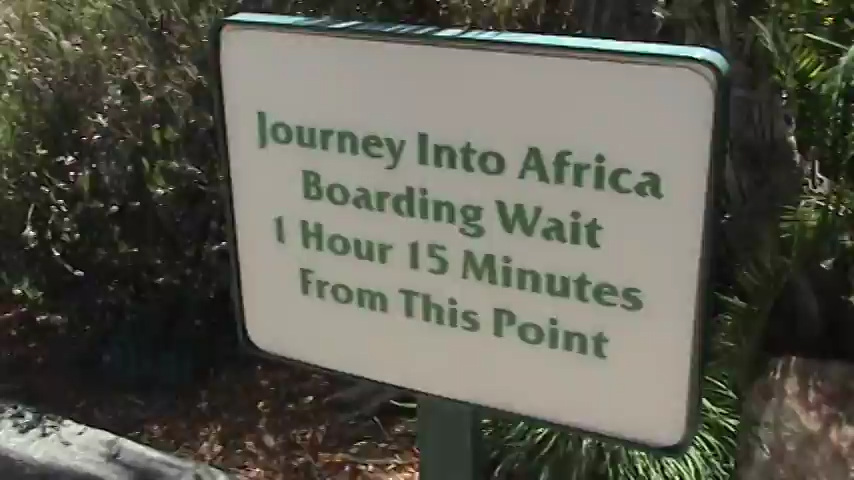 Journey Into Africa
Boarding Wait
1 Hour 15 Minutes
From This Point